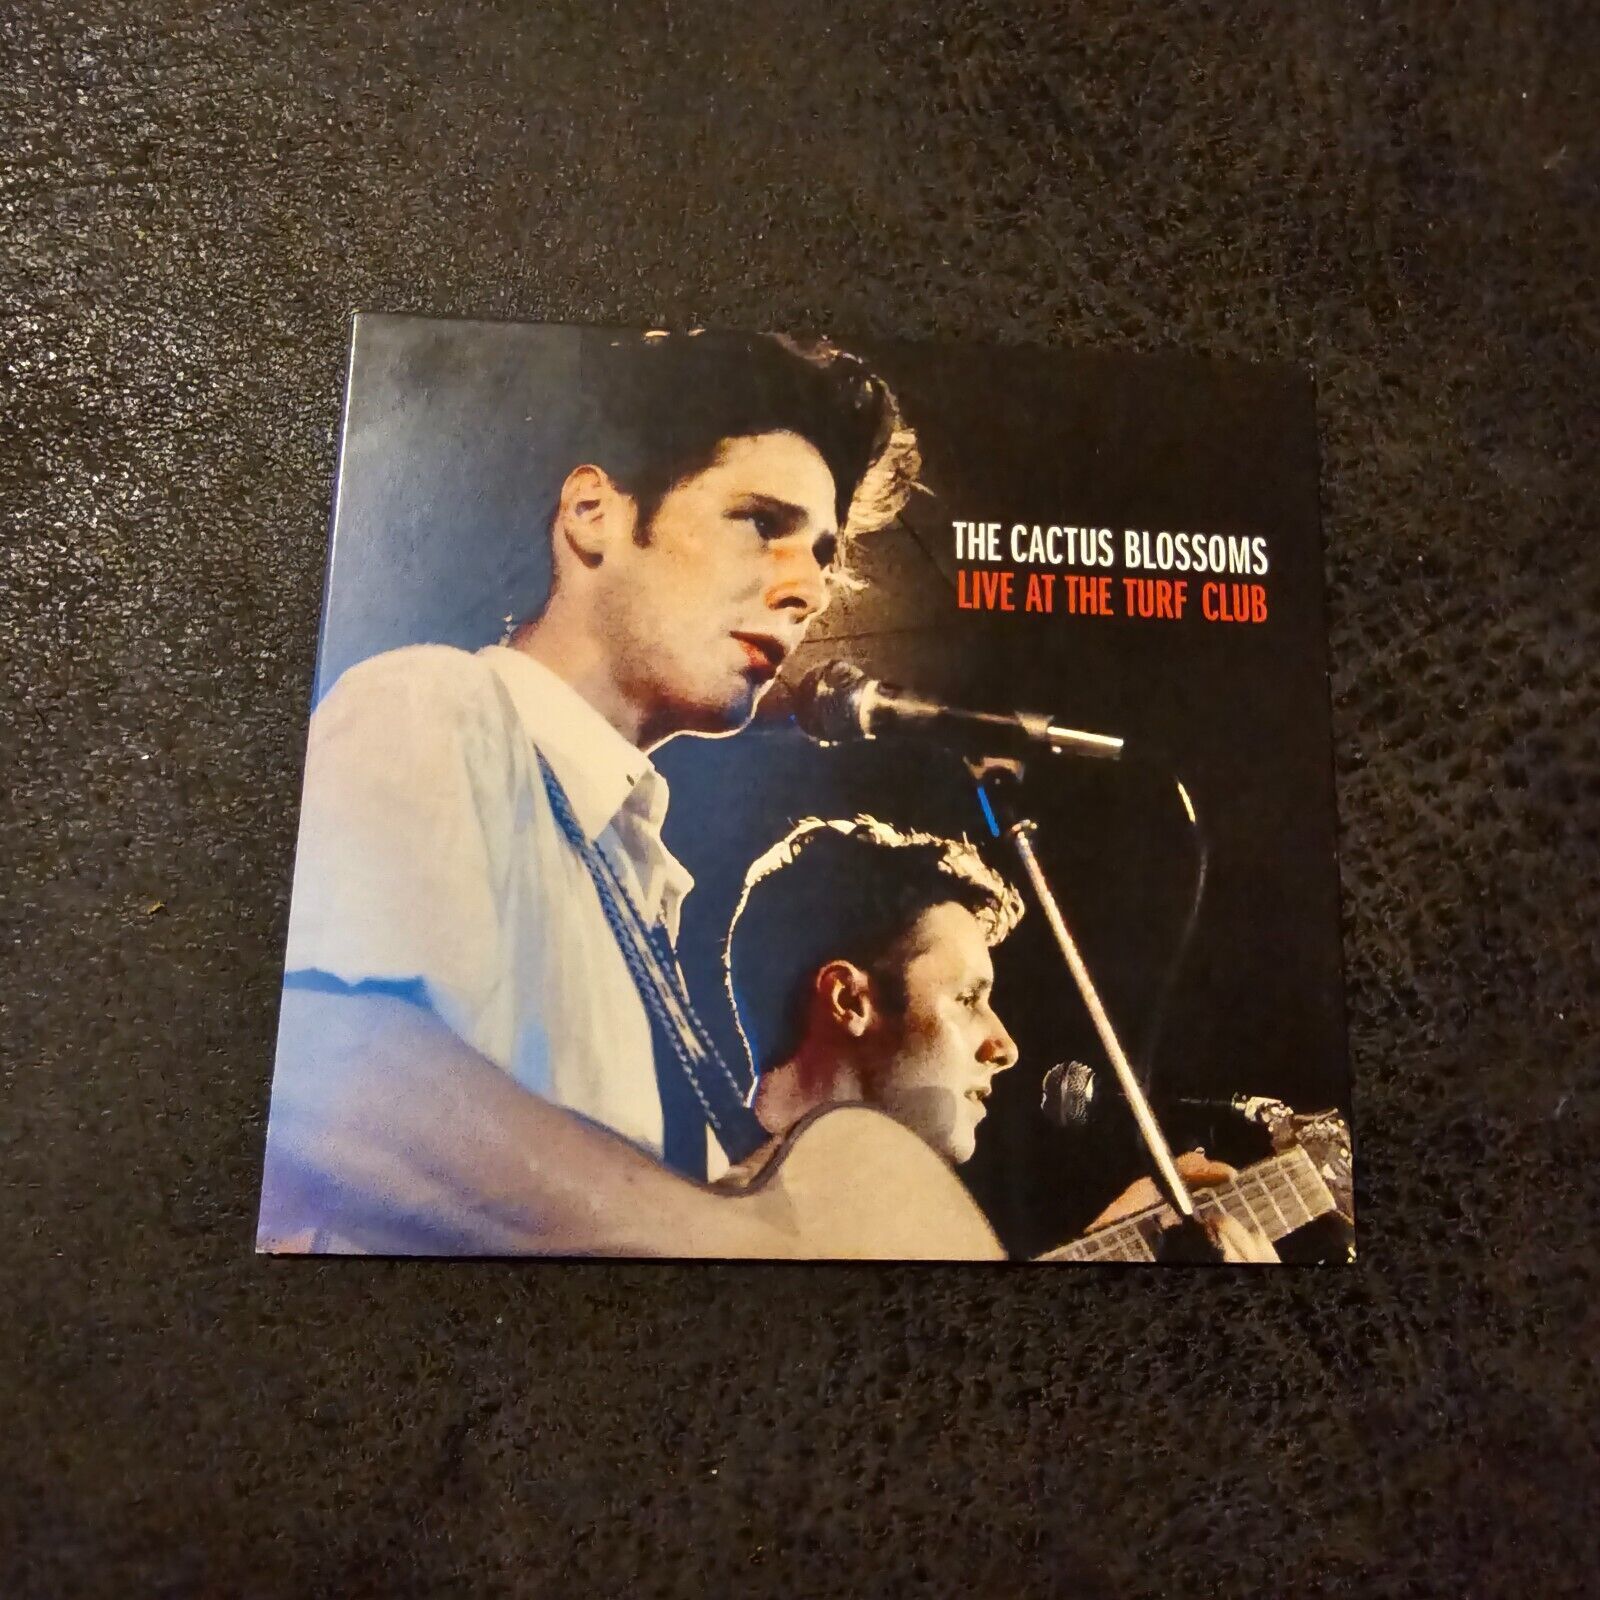 THE CACTUS BLOSSOMS
LIVE AT THE TURF CLUB